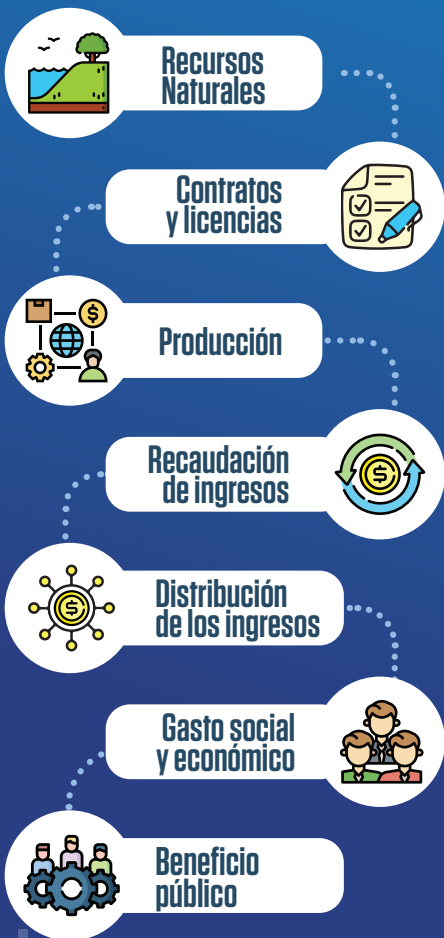 Recursos
Naturales
Contratos
y licencias
Producción
Recaudación
de ingresos
Distribución
de los ingresos
Gasto social
y económico
Beneficio
público